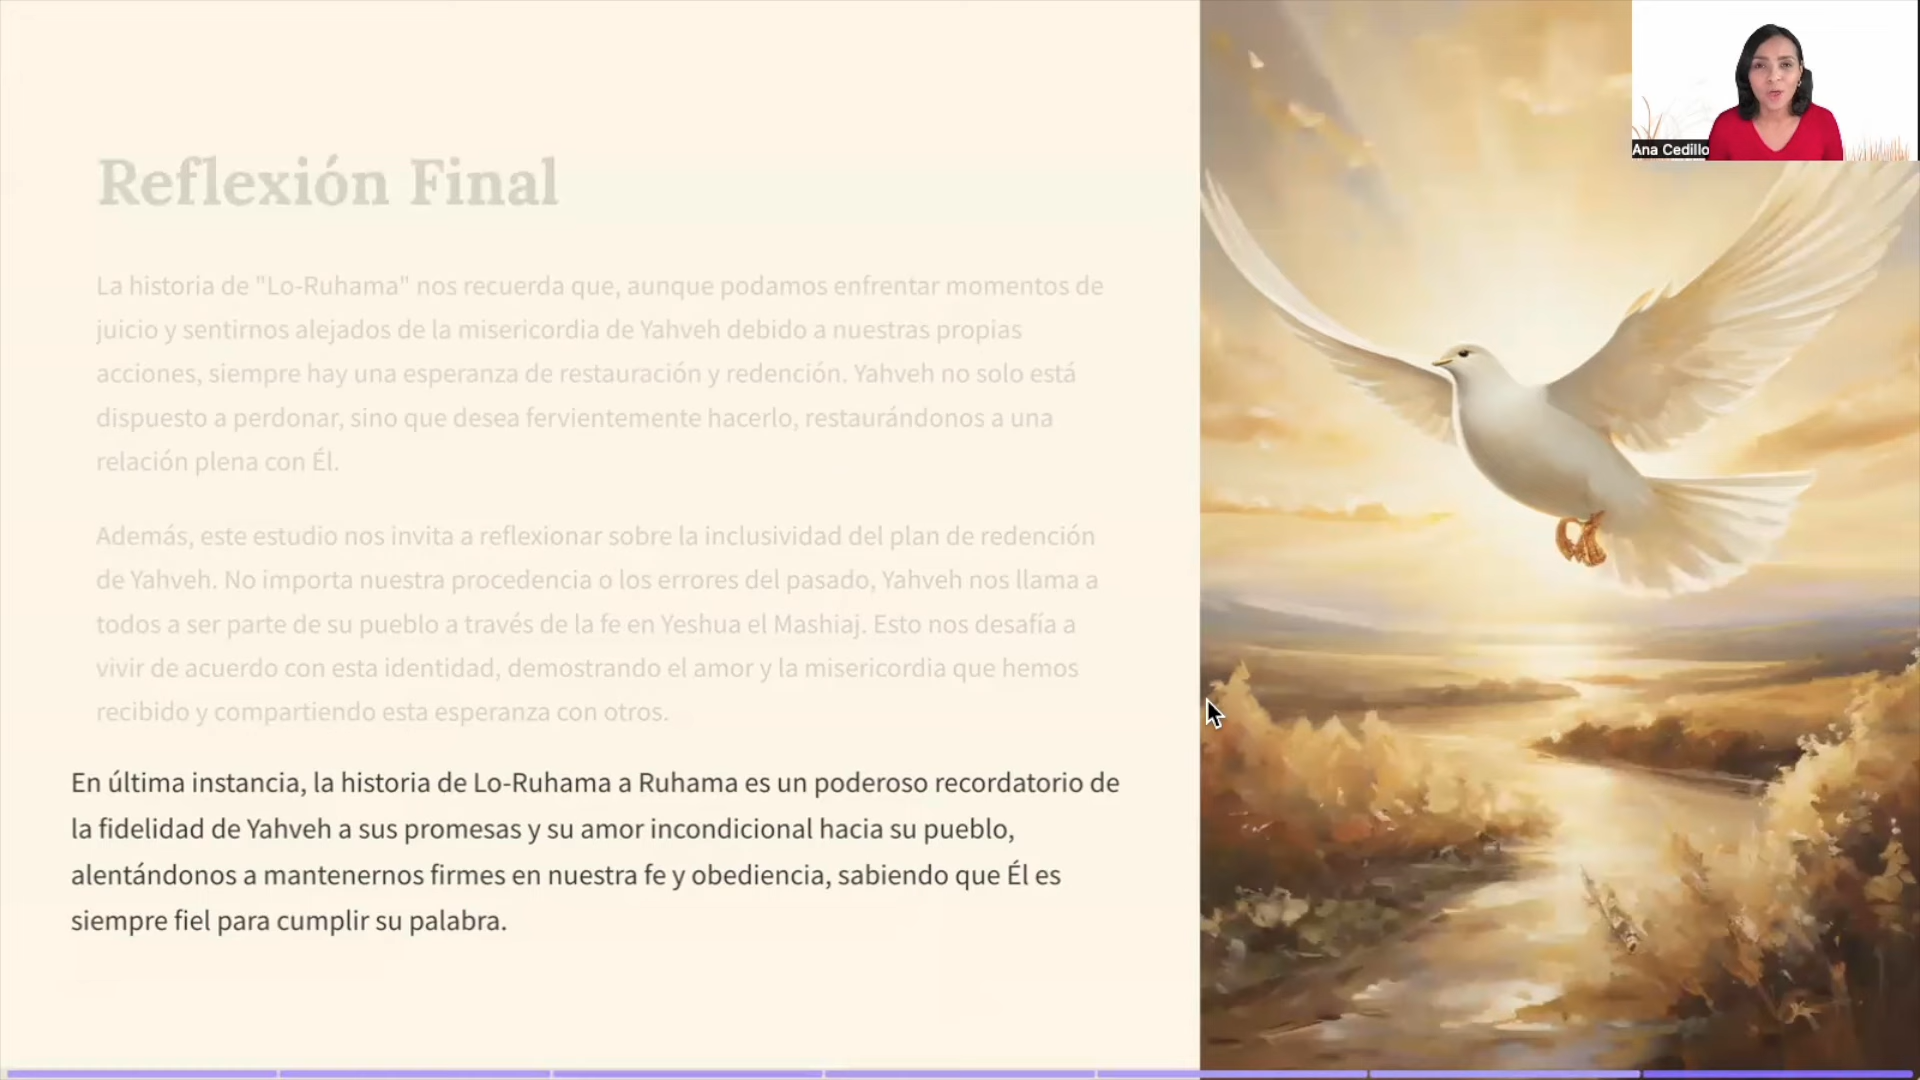 Ana Cedillo
Reflexión Final
La historia de "Lo-Ruhama" nos recuerda que, aunque podamos enfrentar momentos de
juicio y sentirnos alejados de la misericordia de Yahveh debido a nuestras propias
acciones, siempre hay una esperanza de restauración y redención. Yahveh no solo está
dispuesto a perdonar, sino que desea fervientemente hacerlo, restaurándonos a una
relación plena con Él.
Además, este estudio nos invita a reflexionar sobre la inclusividad del plan de redención
de Yahveh. No importa nuestra procedencia o los errores del pasado, Yahveh nos llama a
todos a ser parte de su pueblo a través de la fe en Yeshua el Mashiaj. Esto nos desafía a
vivir de acuerdo con esta identidad, demostrando el amor y la misericordia que hemos
recibido y compartiendo esta esperanza con otros.
En última instancia, la historia de Lo-Ruhama a Ruhama es un poderoso recordatorio de
la fidelidad de Yahveh a sus promesas y su amor incondicional hacia su pueblo,
alentándonos a mantenernos firmes en nuestra fe y obediencia, sabiendo que Él es
siempre fiel para cumplir su palabra.